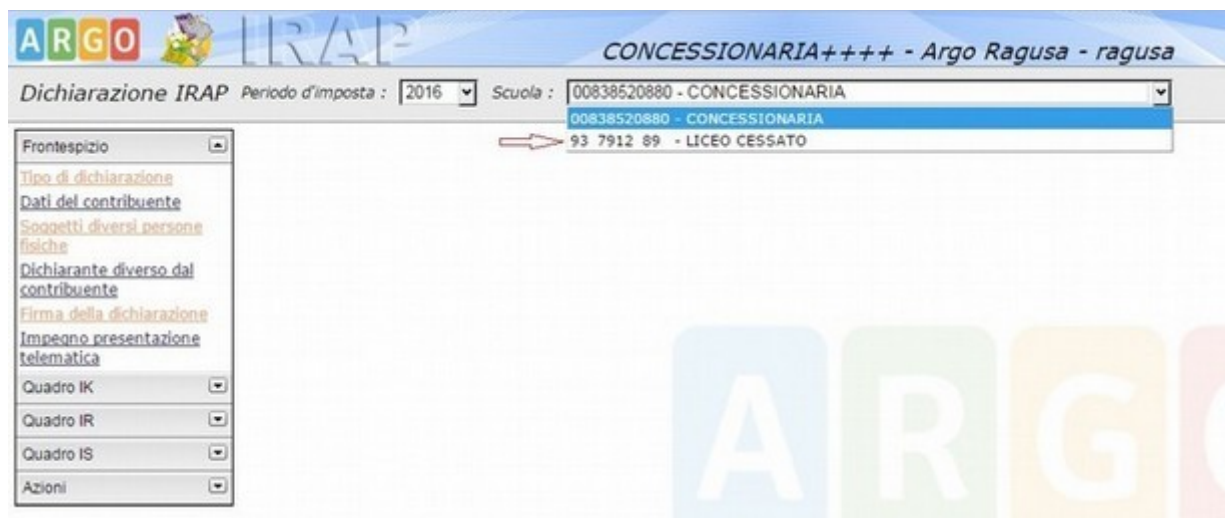 ARGO IRAP
CONCESSIONARIA++++ - Argo Ragusa - ragusa
Dichiarazione IRAP Periodo d'imposta : 2016 Scuola : 00838520880 - CONCESSIONARIA
00838520880 - CONCESSIONARIA
93 7912 89 - LICEO CESSATO
Frontespizio
Tipo di dichiarazione
Dati del contribuente
Soggetti diversi persone
fisiche
Dichiarante diverso dal
contribuente
Firma della dichiarazione
Impegno presentazione
telematica
Quadro IK
Quadro IR
Quadro IS
Azioni
ARG